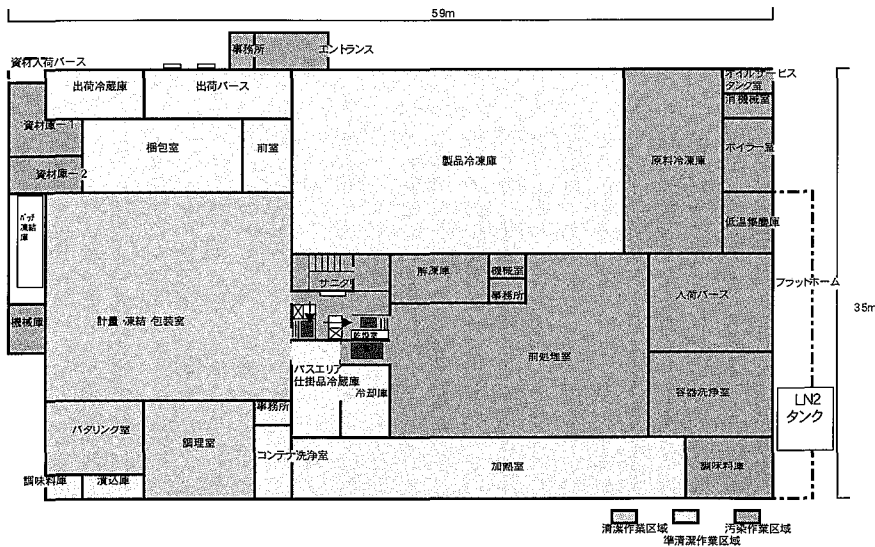 59m
事務所
エントランス
資材入荷バース
出荷冷蔵庫
出荷バース
オイルサービス
タンク室
有機械室
資材庫ー1
梱包室
前室
製品冷凍庫
原料冷凍庫
ボイラー室
資材庫ー2
バッチ
凍結
庫
低温集塵庫
サニタリ
解凍庫
機械室
事務所
プラットホーム
入荷バース
35m
機械庫
計量・凍結・包装室
前処理室
パスエリア
仕掛品冷蔵庫
冷却庫
容器洗浄室
LN2
タンク
バタリング室
調理室
事務所
コンテナ洗浄室
加熱室
調味料庫
調味料庫
漬込庫
清潔作業区域
準清潔作業区域
汚染作業区域